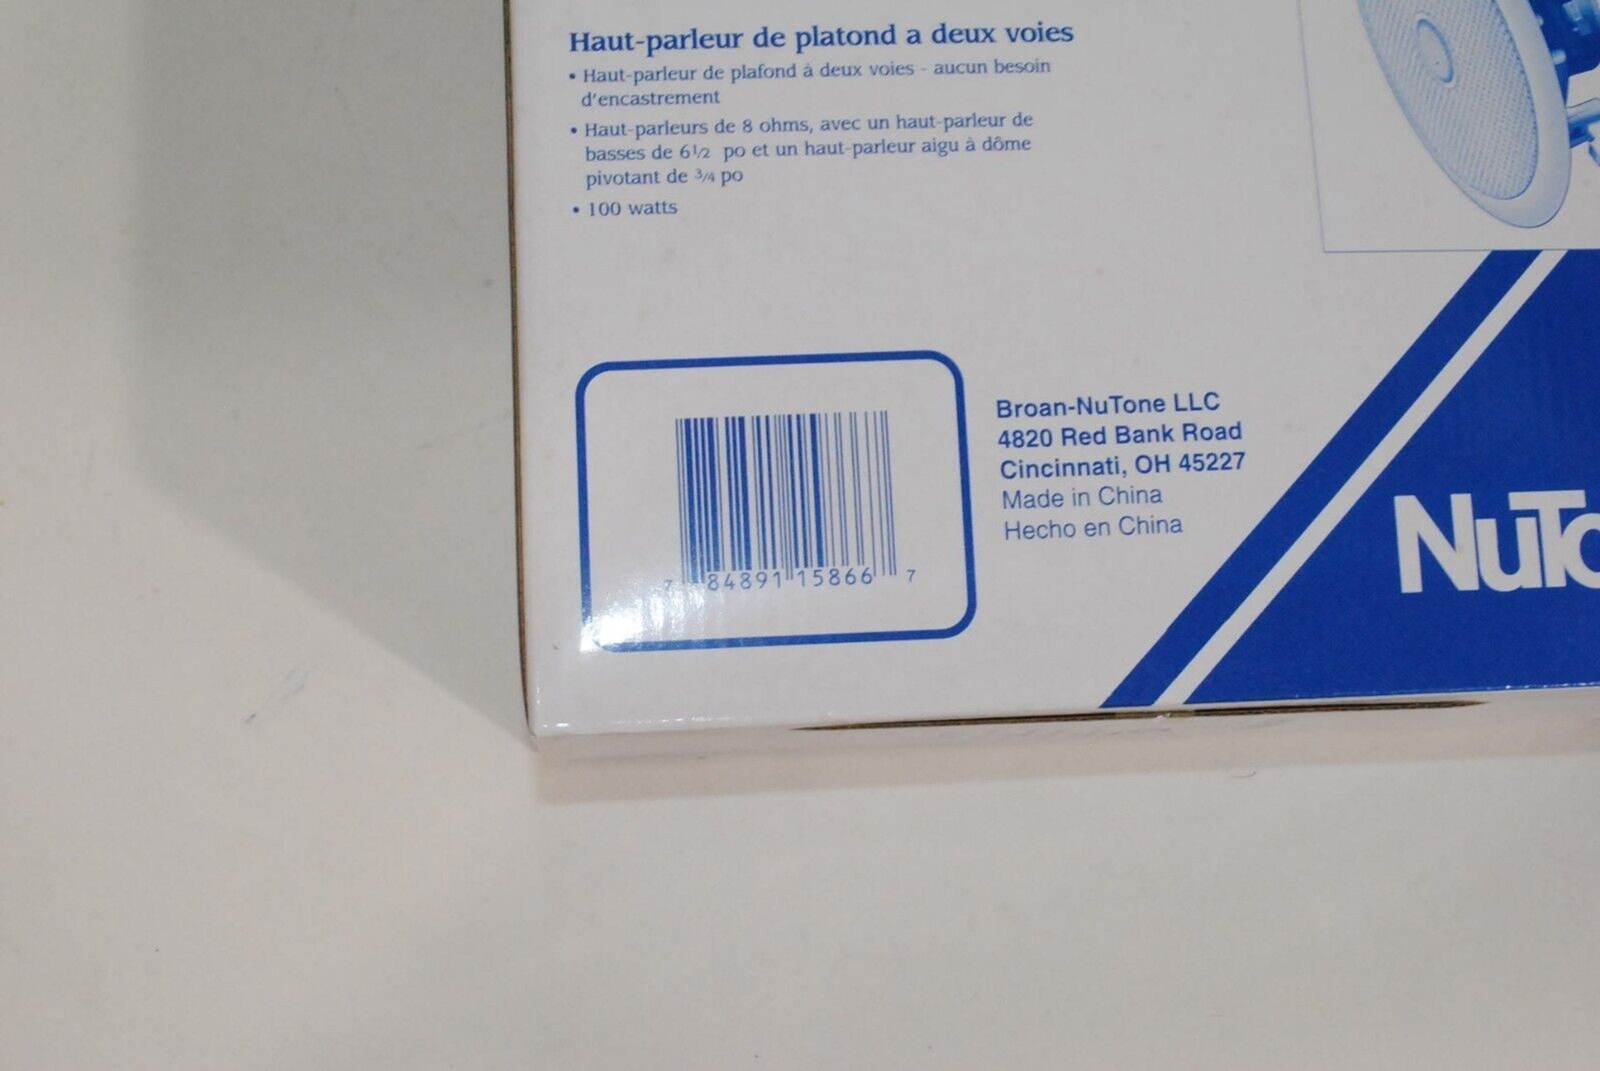 Haut-parleur de platond a deux voies
• Haut-parleur de plafond à deux voies - aucun besoin
d'encastrement
• Haut-parleurs de 8 ohms, avec un haut-parleur de
basses de 6 1/2 po et un haut-parleur aigu à dôme
pivotant de 3/4 po
• 100 watts
Broan-NuTone LLC
4820 Red Bank Road
Cincinnati, OH 45227
Made in China
Hecho en China
7 84891 15866 7
NuTo